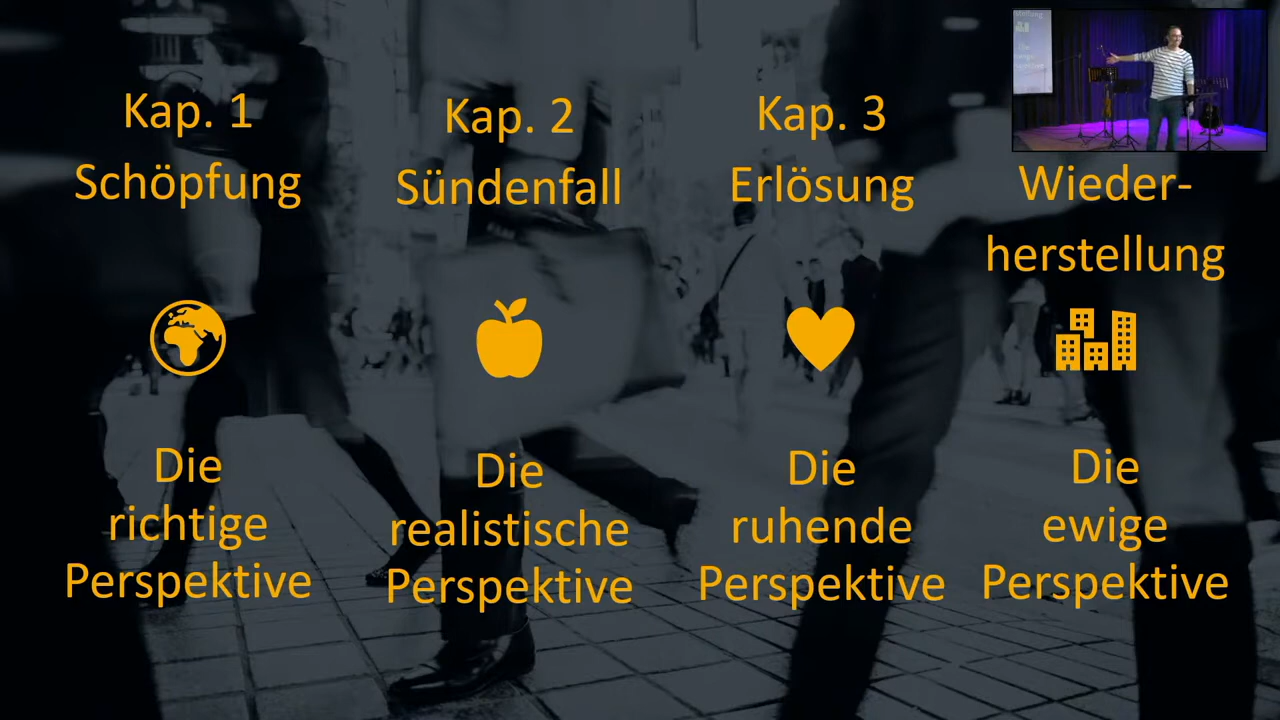 Kap. 1
Schöpfung
Die
richtige
Perspektive
Kap. 2
Sündenfall
Die
realistische
Perspektive
Kap. 3
Erlösung
Die
ruhende
Perspektive
Wieder-
herstellung
Die
ewige
Perspektive